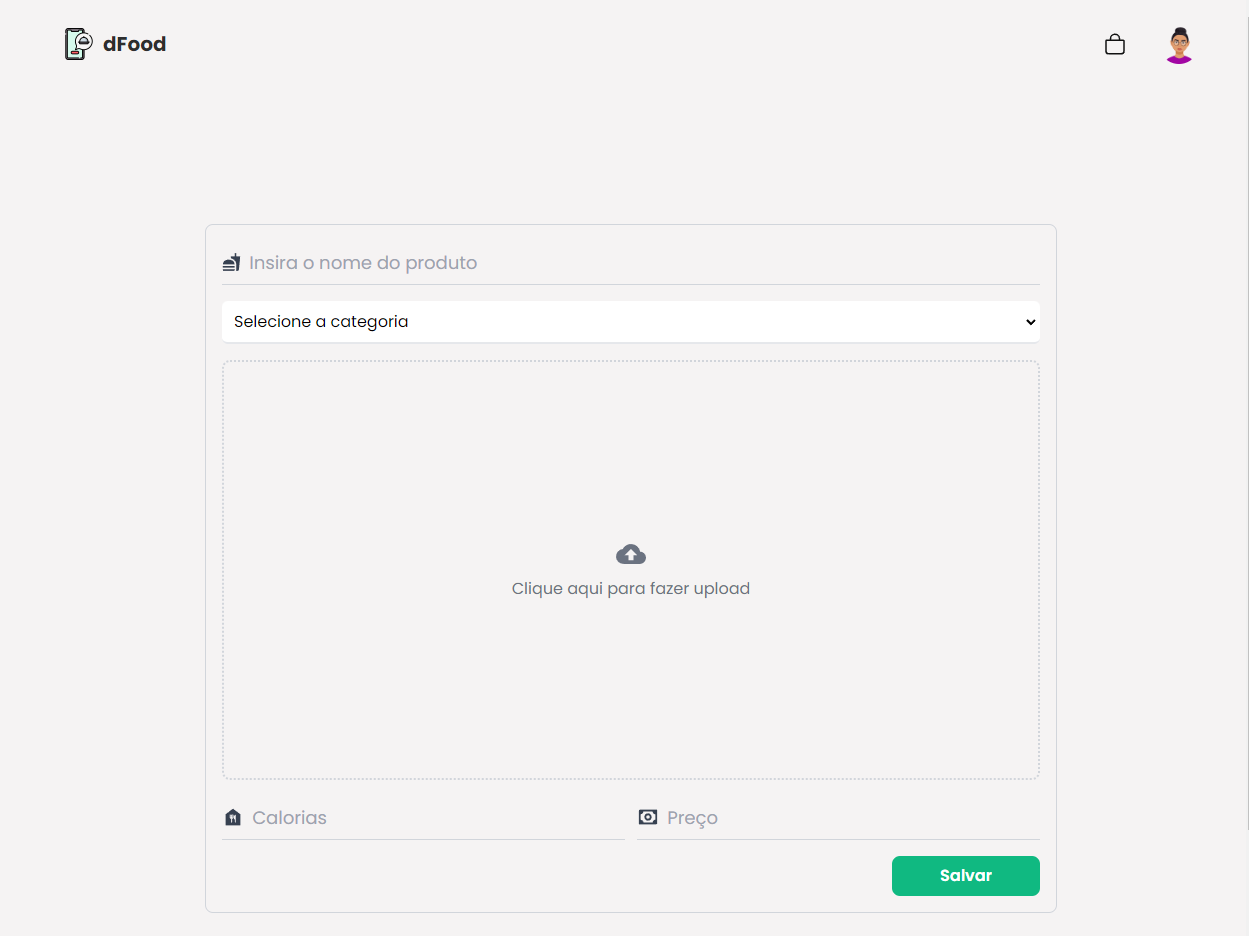 dFood
Insira o nome do produto
Selecione a categoria
Clique aqui para fazer upload
Calorias
Preço
Salvar